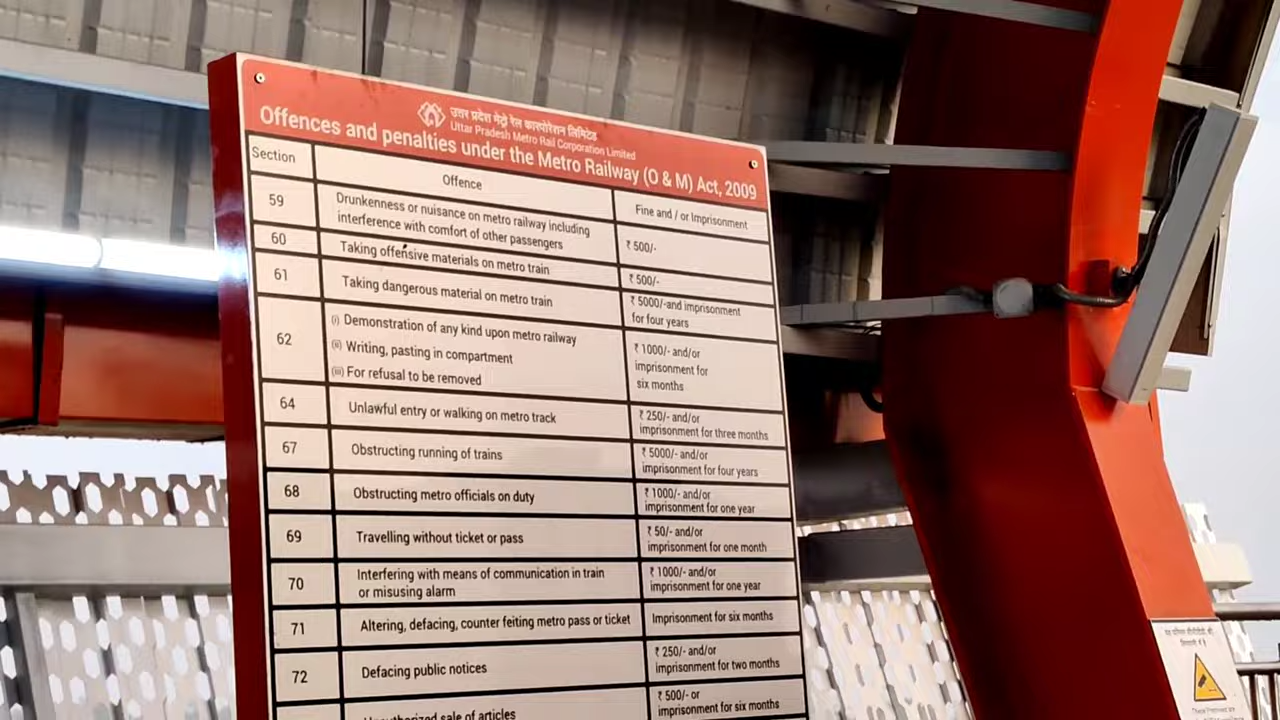 उत्तर प्रदेश मेट्रो रेल कारपोरेशन लिमिटेड
Uttar Pradesh Metro Rail Corporation Limited
Offences and penalties under the Metro Railway (O & M) Act, 2009
Section Offence Fine and / or Imprisonment
59 Drunkenness or nuisance on metro railway including
interference with comfort of other passengers
₹ 500/-
60 Taking offensive materials on metro train ₹ 500/-
61 Taking dangerous material on metro train ₹ 5000/-and imprisonment
for four years
62 (i) Demonstration of any kind upon metro railway
(ii) Writing, pasting in compartment
(iii) For refusal to be removed
₹ 1000/- and/or
imprisonment for
six months
64 Unlawful entry or walking on metro track ₹ 250/- and/or
imprisonment for three months
67 Obstructing running of trains ₹ 5000/- and/or
imprisonment for four years
68 Obstructing metro officials on duty ₹ 1000/- and/or
imprisonment for one year
69 Travelling without ticket or pass ₹ 50/- and/or
imprisonment for one month
70 Interfering with means of communication in train
or misusing alarm
₹ 1000/- and/or
imprisonment for one year
71 Altering, defacing, counter feiting metro pass or ticket Imprisonment for six months
72 Defacing public notices ₹ 250/- and/or
imprisonment for two months
sale of articles ₹ 500/- or
imprisonment for six months